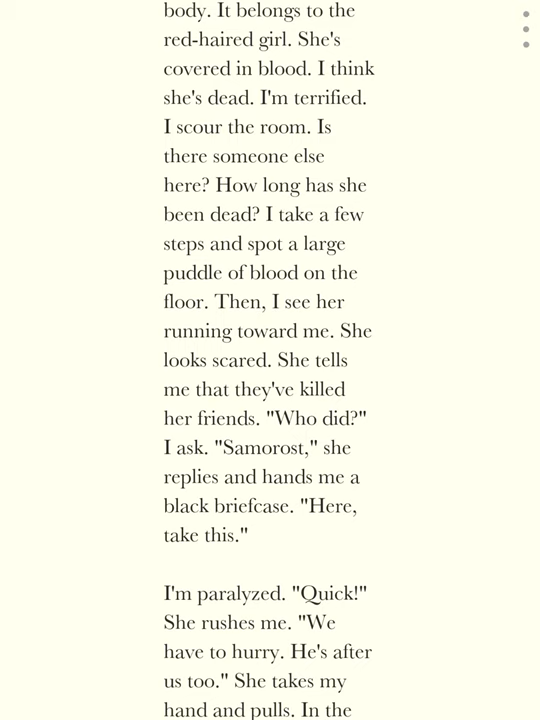 body. It belongs to the
red-haired girl. She's
covered in blood. I think
she's dead. I'm terrified.
I scour the room. Is
there someone else
here? How long has she
been dead? I take a few
steps and spot a large
puddle of blood on the
floor. Then, I see her
running toward me. She
looks scared. She tells
me that they've killed
her friends. "Who did?"
I ask. "Samorost," she
replies and hands me a
black briefcase. "Here,
take this."

I'm paralyzed. "Quick!"
She rushes me. "We
have to hurry. He's after
us too." She takes my
hand and pulls. In the